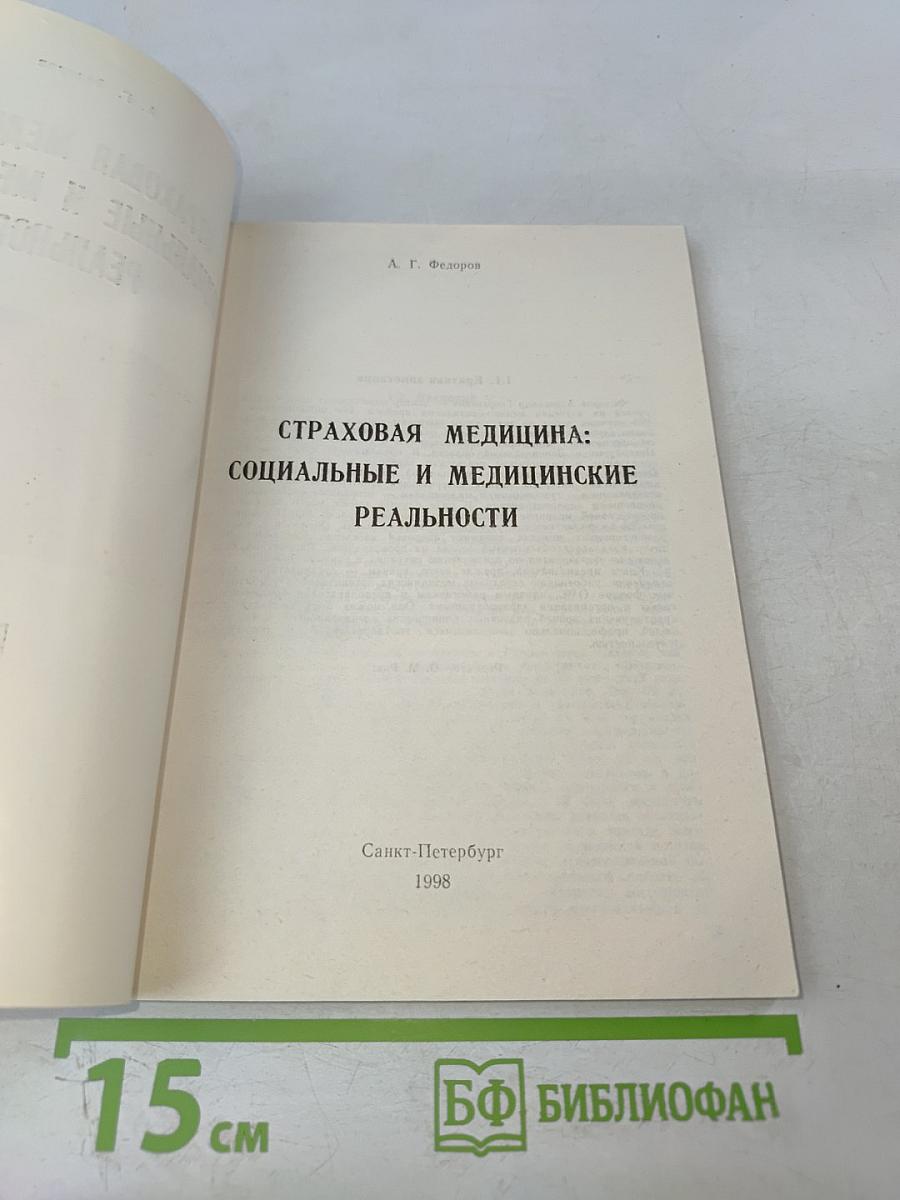 А. Г. Федоров
СТРАХОВАЯ МЕДИЦИНА:
СОЦИАЛЬНЫЕ И МЕДИЦИНСКИЕ
РЕАЛЬНОСТИ
Санкт-Петербург
1998
15 см
БФ БИБЛИОФАН